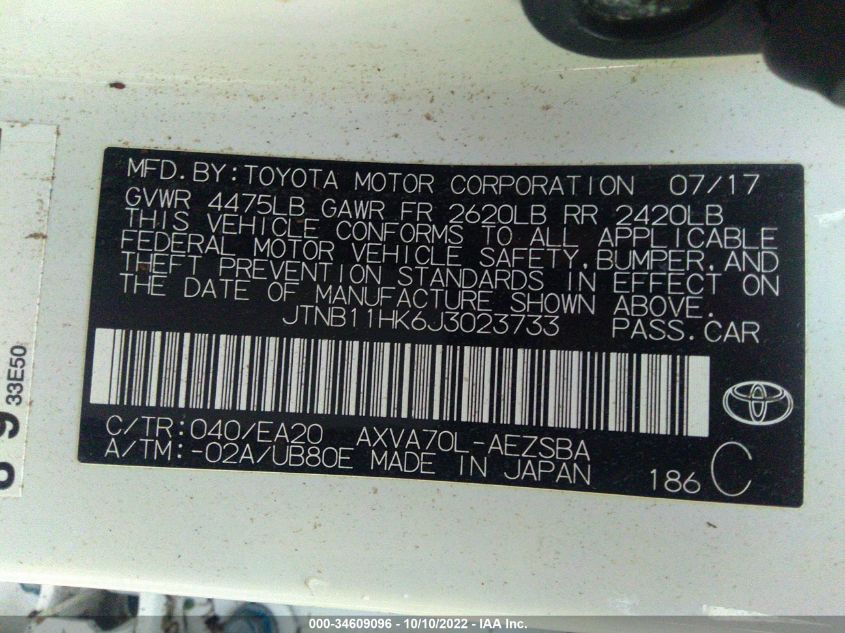 MFD. BY: TOYOTA MOTOR CORPORATION 07/17
GVWR 4475LB GAWR FR 2620LB RR 2420LB
THIS VEHICLE CONFORMS TO ALL APPLICABLE
FEDERAL MOTOR VEHICLE SAFETY, BUMPER, AND
THEFT PREVENTION STANDARDS IN EFFECT ON
THE DATE OF MANUFACTURE SHOWN ABOVE.
JTNB11HK6J3023733 PASS. CAR
C/TR: 040/EA20 AXVA70L-AEZSBA
A/TM: -02A/UB80E MADE IN JAPAN
186 C
33E50
000-34609096 - 10/10/2022 - IAA Inc.